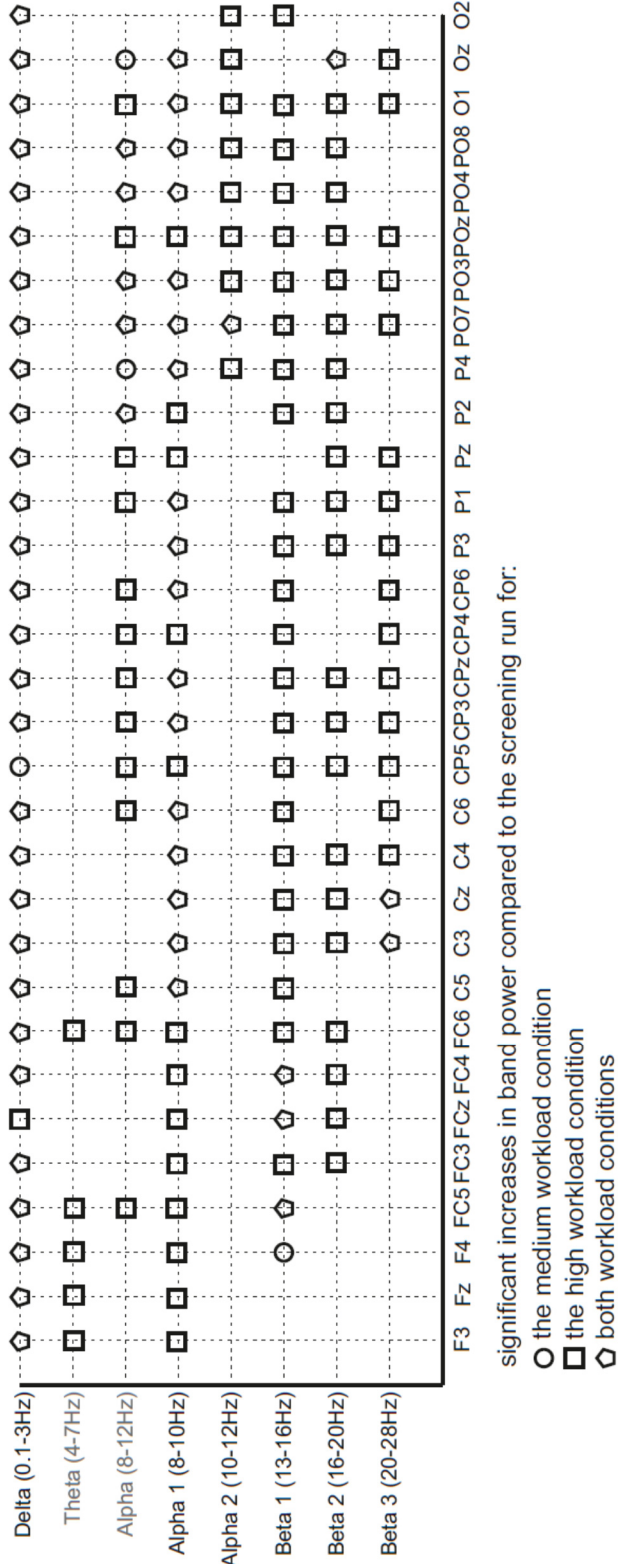 Delta (0.1-3Hz)
Theta (4-7Hz)
Alpha (8-12Hz)
Alpha 1 (8-10Hz)
Alpha 2 (10-12Hz)
Beta 1 (13-16Hz)
Beta 2 (16-20Hz)
Beta 3 (20-28Hz)
F3 Fz F4 FC5 FC3 FCz FC4 FC6 C5 C3 Cz C4 C6 CP5 CP3 CPz CP4 CP6 P3 P1 Pz P2 P4 PO7 PO3 POz PO4 PO8 O1 Oz O2
significant increases in band power compared to the screening run for:
the medium workload condition
the high workload condition
both workload conditions